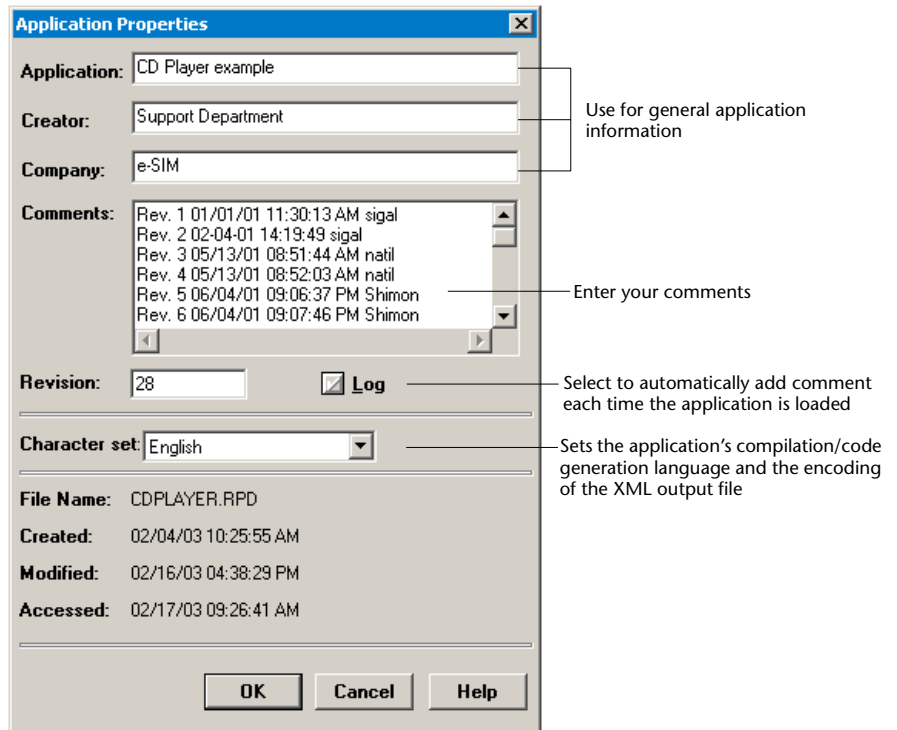 Application Properties
Application: CD Player example
Creator: Support Department
Company: e-SIM
Use for general application
information
Comments: Rev. 1 01/01/01 11:30:13 AM sigal
Rev. 2 02-04-01 14:19:49 sigal
Rev. 3 05/13/01 08:51:44 AM natil
Rev. 4 05/13/01 08:52:03 AM natil
Rev. 5 06/04/01 09:06:37 PM Shimon
Rev. 6 06/04/01 09:07:46 PM Shimon
Enter your comments
Revision: 28 Log
Select to automatically add comment
each time the application is loaded
Character set: English
Sets the application's compilation/code
generation language and the encoding
of the XML output file
File Name: CDPLAYER.RPD
Created: 02/04/03 10:25:55 AM
Modified: 02/16/03 04:38:29 PM
Accessed: 02/17/03 09:26:41 AM
OK Cancel Help